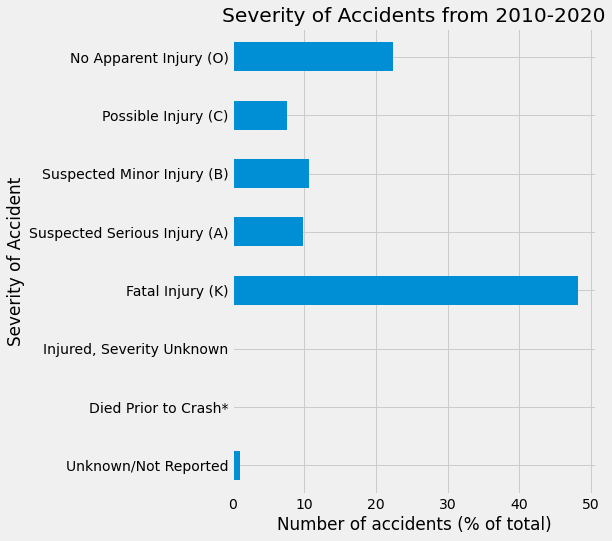 Severity of Accidents from 2010-2020
No Apparent Injury (O)
Possible Injury (C)
Suspected Minor Injury (B)
Suspected Serious Injury (A)
Fatal Injury (K)
Injured, Severity Unknown
Died Prior to Crash*
Unknown/Not Reported
Severity of Accident
0 10 20 30 40 50
Number of accidents (% of total)